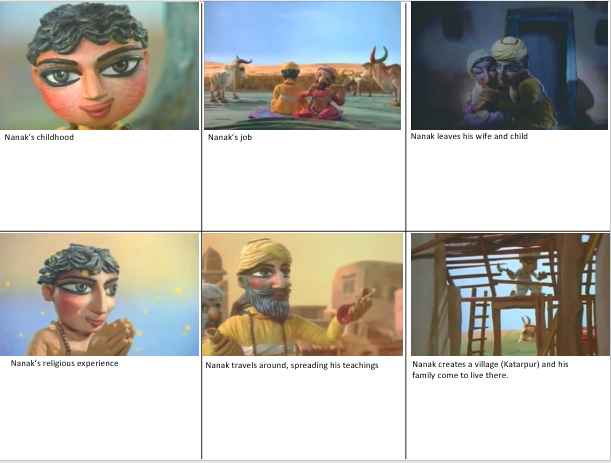 Nanak's childhood
Nanak's job
Nanak leaves his wife and child
Nanak's religious experience
Nanak travels around, spreading his teachings
Nanak creates a village (Katarpur) and his
family come to live there.